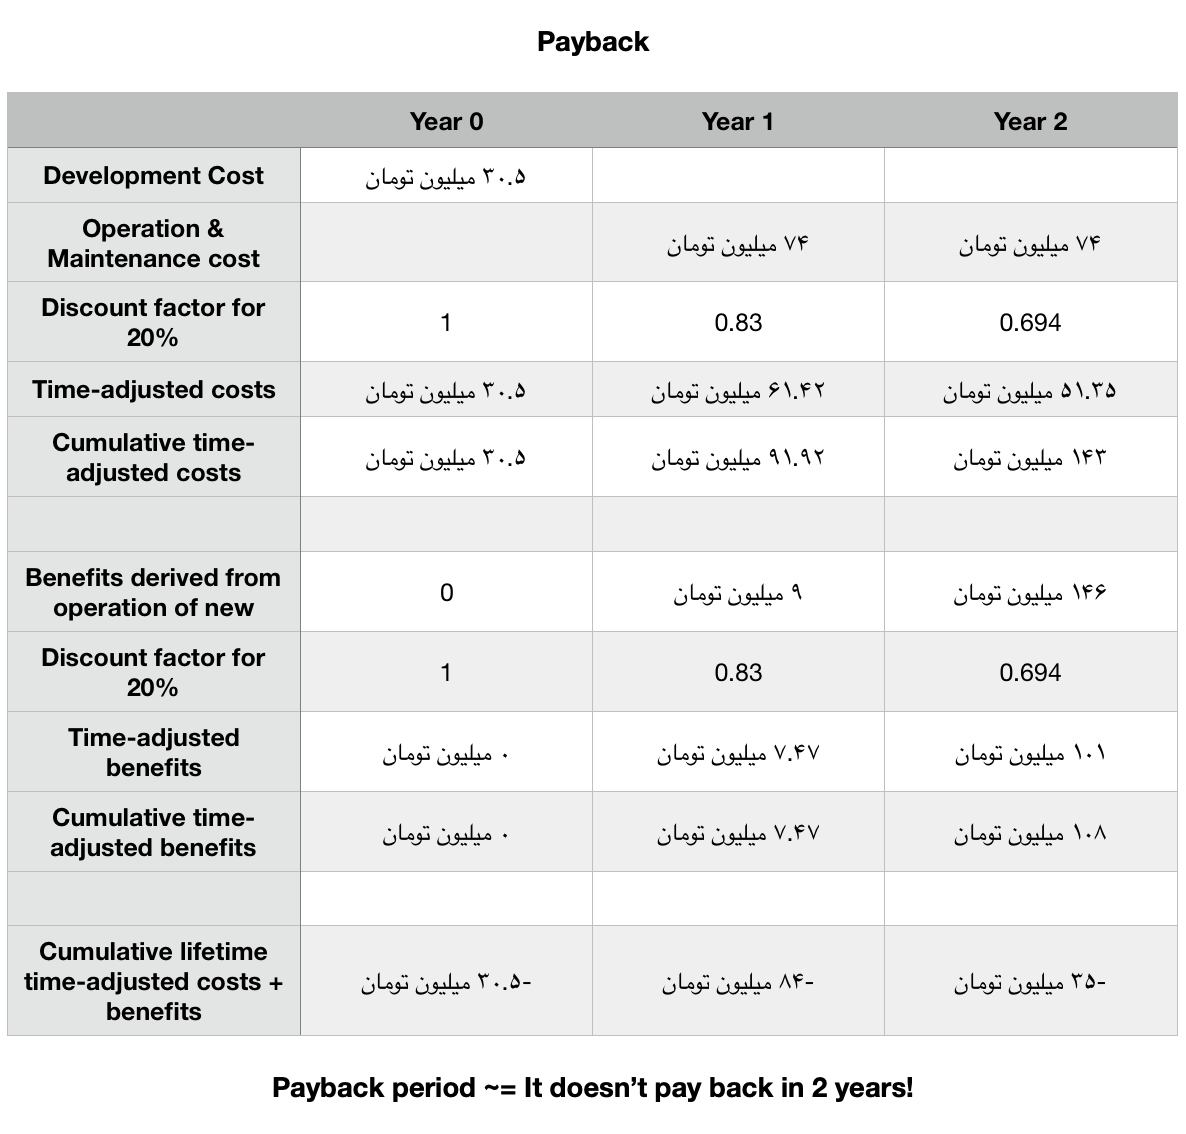 Payback
Year 0 Year 1 Year 2
Development Cost ۳۰.۵ میلیون تومان
Operation &
Maintenance cost ۷۴ میلیون تومان ۷۴ میلیون تومان
Discount factor for
20% 1 0.83 0.694
Time-adjusted costs ۳۰.۵ میلیون تومان ۶۱.۴۲ میلیون تومان ۵۱.۳۵ میلیون تومان
Cumulative time-
adjusted costs ۳۰.۵ میلیون تومان ۹۱.۹۲ میلیون تومان ۱۴۳ میلیون تومان
Benefits derived from
operation of new 0 ۹ میلیون تومان ۱۴۶ میلیون تومان
Discount factor for
20% 1 0.83 0.694
Time-adjusted
benefits ۰ میلیون تومان ۷.۴۷ میلیون تومان ۱۰۱ میلیون تومان
Cumulative time-
adjusted benefits ۰ میلیون تومان ۷.۴۷ میلیون تومان ۱۰۸ میلیون تومان
Cumulative lifetime
time-adjusted costs + -۳۰.۵ میلیون تومان -۸۴ میلیون تومان -۳۵ میلیون تومان
benefits
Payback period ~= It doesn’t pay back in 2 years!